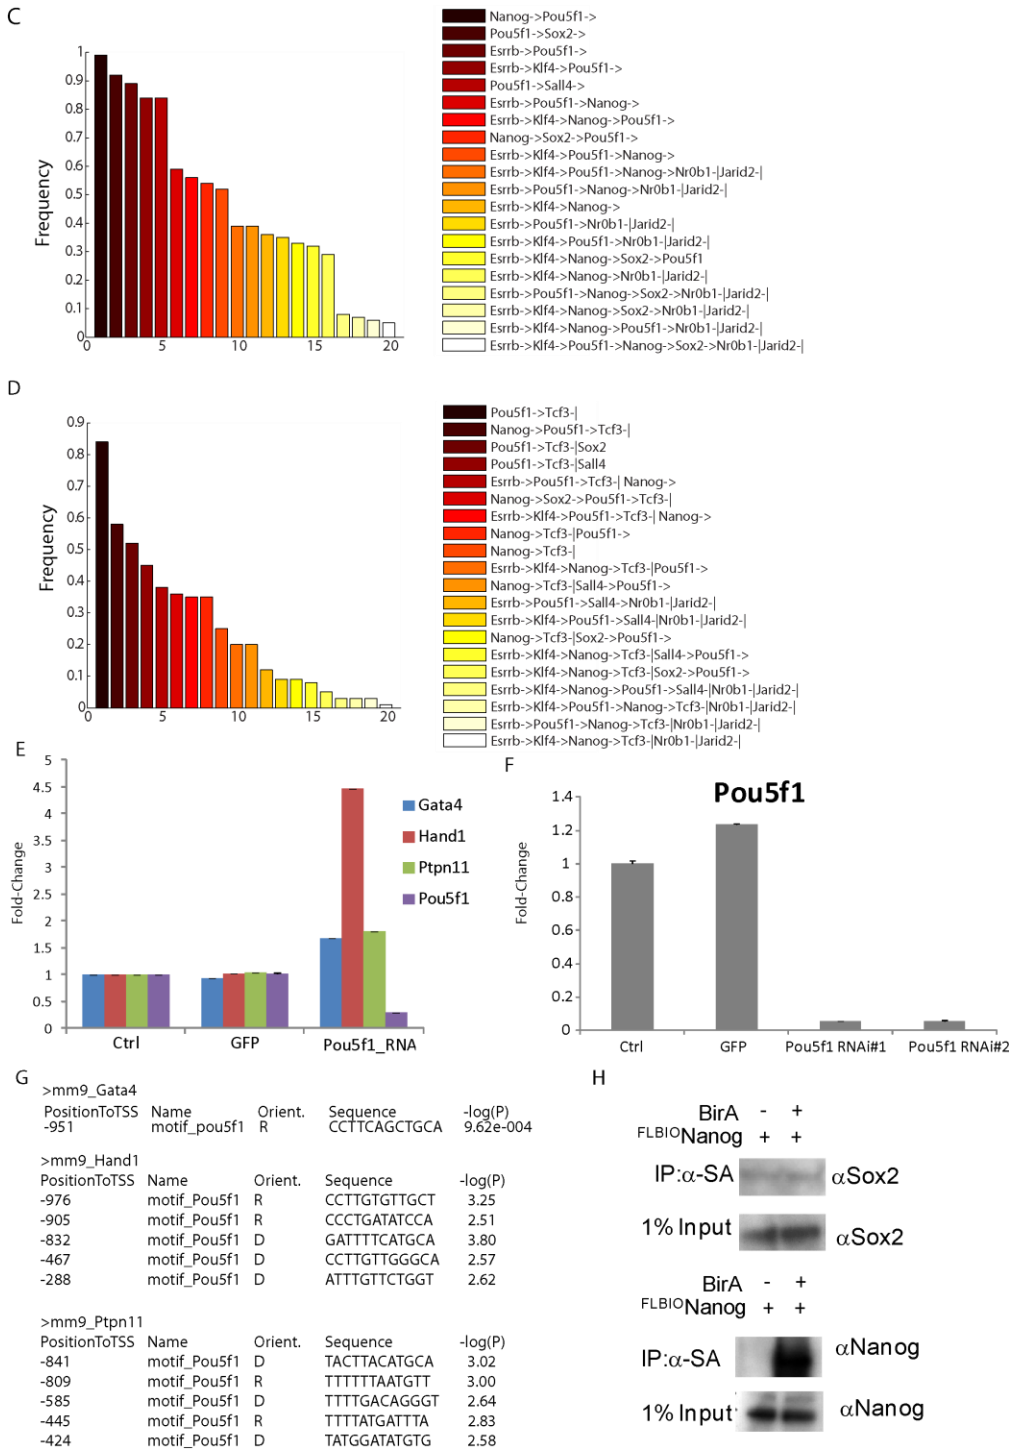 C
Nanog->Pou5f1->
Pou5f1->Sox2->
Esrrb->Pou5f1->
Esrrb->Klf4->Pou5f1->
Pou5f1->Sall4->
Esrrb->Pou5f1->Nanog->
Esrrb->Klf4->Nanog->Pou5f1->
Nanog->Sox2->Pou5f1->
Esrrb->Klf4->Pou5f1->Nanog->
Esrrb->Klf4->Pou5f1->Nanog->Nr0b1-|Jarid2-|
Esrrb->Pou5f1->Nanog->Nr0b1-|Jarid2-|
Esrrb->Klf4->Nanog->
Esrrb->Pou5f1->Nr0b1-|Jarid2-|
Esrrb->Klf4->Pou5f1->Nr0b1-|Jarid2-|
Esrrb->Klf4->Nanog->Sox2->Pou5f1
Esrrb->Klf4->Nanog->Nr0b1-|Jarid2-|
Esrrb->Pou5f1->Nanog->Sox2->Nr0b1-|Jarid2-|
Esrrb->Klf4->Nanog->Sox2->Nr0b1-|Jarid2-|
Esrrb->Klf4->Nanog->Pou5f1->Nr0b1-|Jarid2-|
Esrrb->Klf4->Pou5f1->Nanog->Sox2->Nr0b1-|Jarid2-|
Frequency
1
0.9
0.8
0.7
0.6
0.5
0.4
0.3
0.2
0.1
0
0 5 10 15 20
D
Pou5f1->Tcf3-|
Nanog->Pou5f1->Tcf3-|
Pou5f1->Tcf3-|Sox2
Pou5f1->Tcf3-|Sall4
Esrrb->Pou5f1->Tcf3-| Nanog->
Nanog->Sox2->Pou5f1->Tcf3-|
Esrrb->Klf4->Pou5f1->Tcf3-| Nanog->
Nanog->Tcf3-|Pou5f1->
Nanog->Tcf3-|
Esrrb->Klf4->Nanog->Tcf3-|Pou5f1->
Nanog->Tcf3-|Sall4->Pou5f1->
Esrrb->Pou5f1->Sall4->Nr0b1-|Jarid2-|
Esrrb->Klf4->Pou5f1->Sall4-|Nr0b1-|Jarid2-|
Nanog->Tcf3-|Sox2->Pou5f1->
Esrrb->Klf4->Nanog->Tcf3-|Sall4->Pou5f1->
Esrrb->Klf4->Nanog->Tcf3-|Sox2->Pou5f1->
Esrrb->Klf4->Nanog->Pou5f1->Sall4-|Nr0b1-|Jarid2-|
Esrrb->Klf4->Pou5f1->Nanog->Tcf3-|Nr0b1-|Jarid2-|
Esrrb->Pou5f1->Nanog->Tcf3-|Nr0b1-|Jarid2-|
Esrrb->Klf4->Nanog->Tcf3-|Nr0b1-|Jarid2-|
Frequency
0.9
0.8
0.7
0.6
0.5
0.4
0.3
0.2
0.1
0
0 5 10 15 20
E
Fold-Change
5
4.5
4
3.5
3
2.5
2
1.5
1
0.5
0
Gata4
Hand1
Ptpn11
Pou5f1
Ctrl GFP Pou5f1_RNA
F
Pou5f1
Fold-Change
1.4
1.2
1
0.8
0.6
0.4
0.2
0
Ctrl GFP Pou5f1 RNAi#1 Pou5f1 RNAi#2
G
>mm9_Gata4
PositionToTSS Name Orient. Sequence -log(P)
-951 motif_pou5f1 R CCTTCAGCTGCA 9.62e-004
>mm9_Hand1
PositionToTSS Name Orient. Sequence -log(P)
-976 motif_Pou5f1 R CCTTGTGTTGCT 3.25
-905 motif_Pou5f1 R CCCTGATATCCA 2.51
-832 motif_Pou5f1 D GATTTTCATGCA 3.80
-467 motif_Pou5f1 D CCTTGTTGGGCA 2.57
-288 motif_Pou5f1 D ATTTGTTCTGGT 2.62
>mm9_Ptpn11
PositionToTSS Name Orient. Sequence -log(P)
-841 motif_Pou5f1 D TACTTACATGCA 3.02
-809 motif_Pou5f1 R TTTTTTAATGTT 3.00
-585 motif_Pou5f1 D TTTTGACAGGGT 2.64
-445 motif_Pou5f1 R TTTTATGATTTA 2.83
-424 motif_Pou5f1 D TATGGATATGTG 2.58
H
BirA - +
FLBIONanog + +
IP:α-SA αSox2
1% Input αSox2
BirA - +
FLBIONanog + +
IP:α-SA αNanog
1% Input αNanog